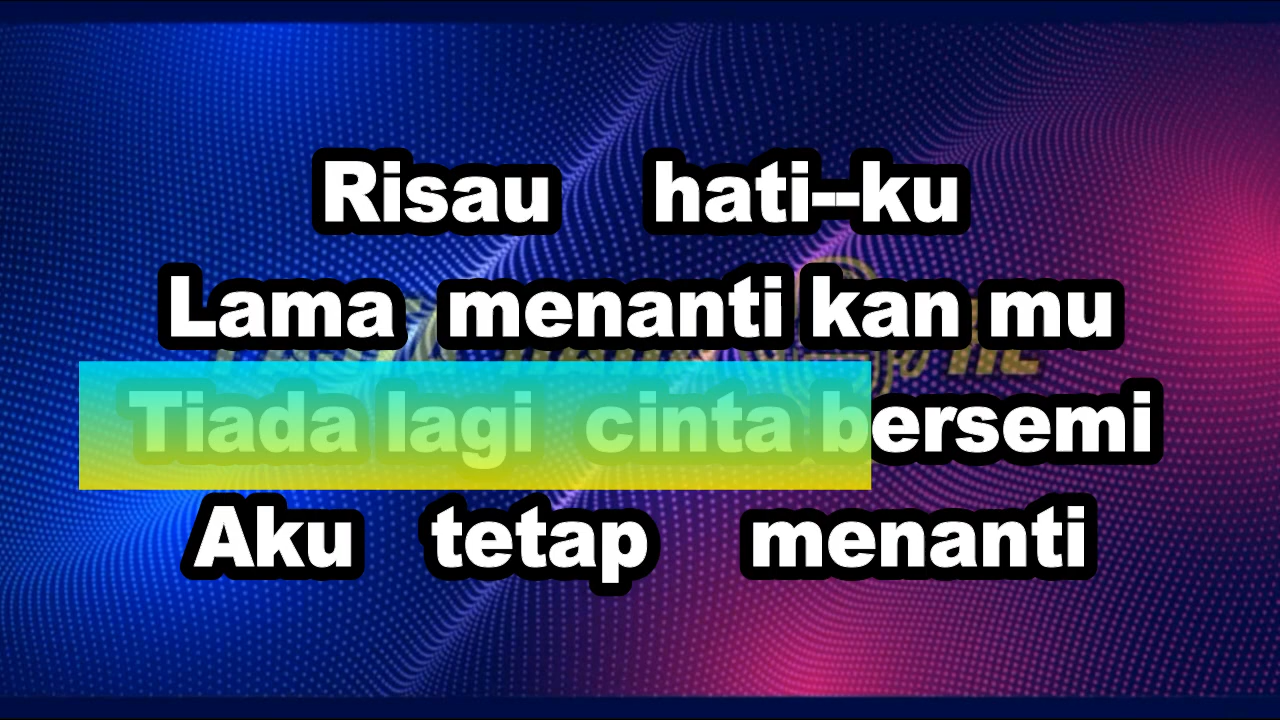 Risau hati--ku
Lama menanti kan mu
Tiada lagi cinta bersemi
Aku tetap menanti